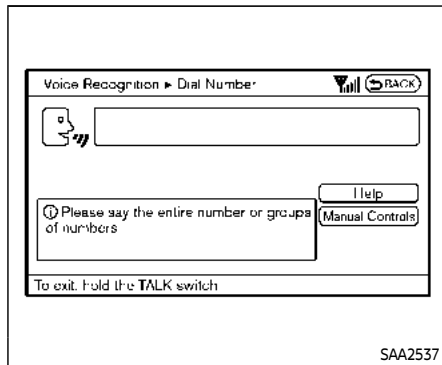 Voice Recognition ▶ Dial Number BACK
Help
ⓘ Please say the entire number or groups
of numbers
Manual Controls
To exit, hold the TALK switch
SAA2537